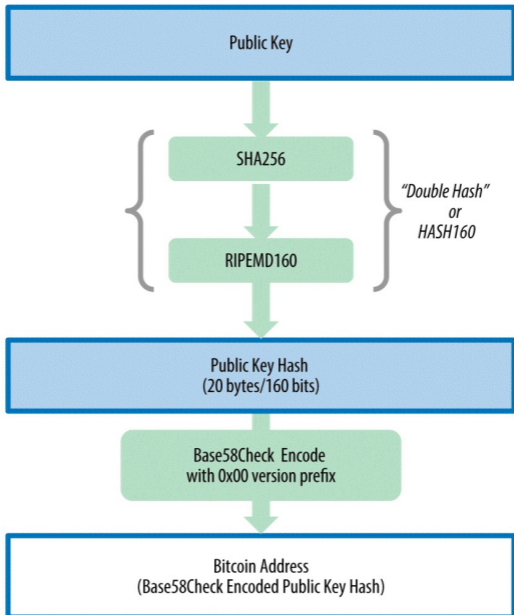 Public Key
SHA256
"Double Hash"
or
HASH160
RIPEMD160
Public Key Hash
(20 bytes/160 bits)
Base58Check Encode
with 0x00 version prefix
Bitcoin Address
(Base58Check Encoded Public Key Hash)